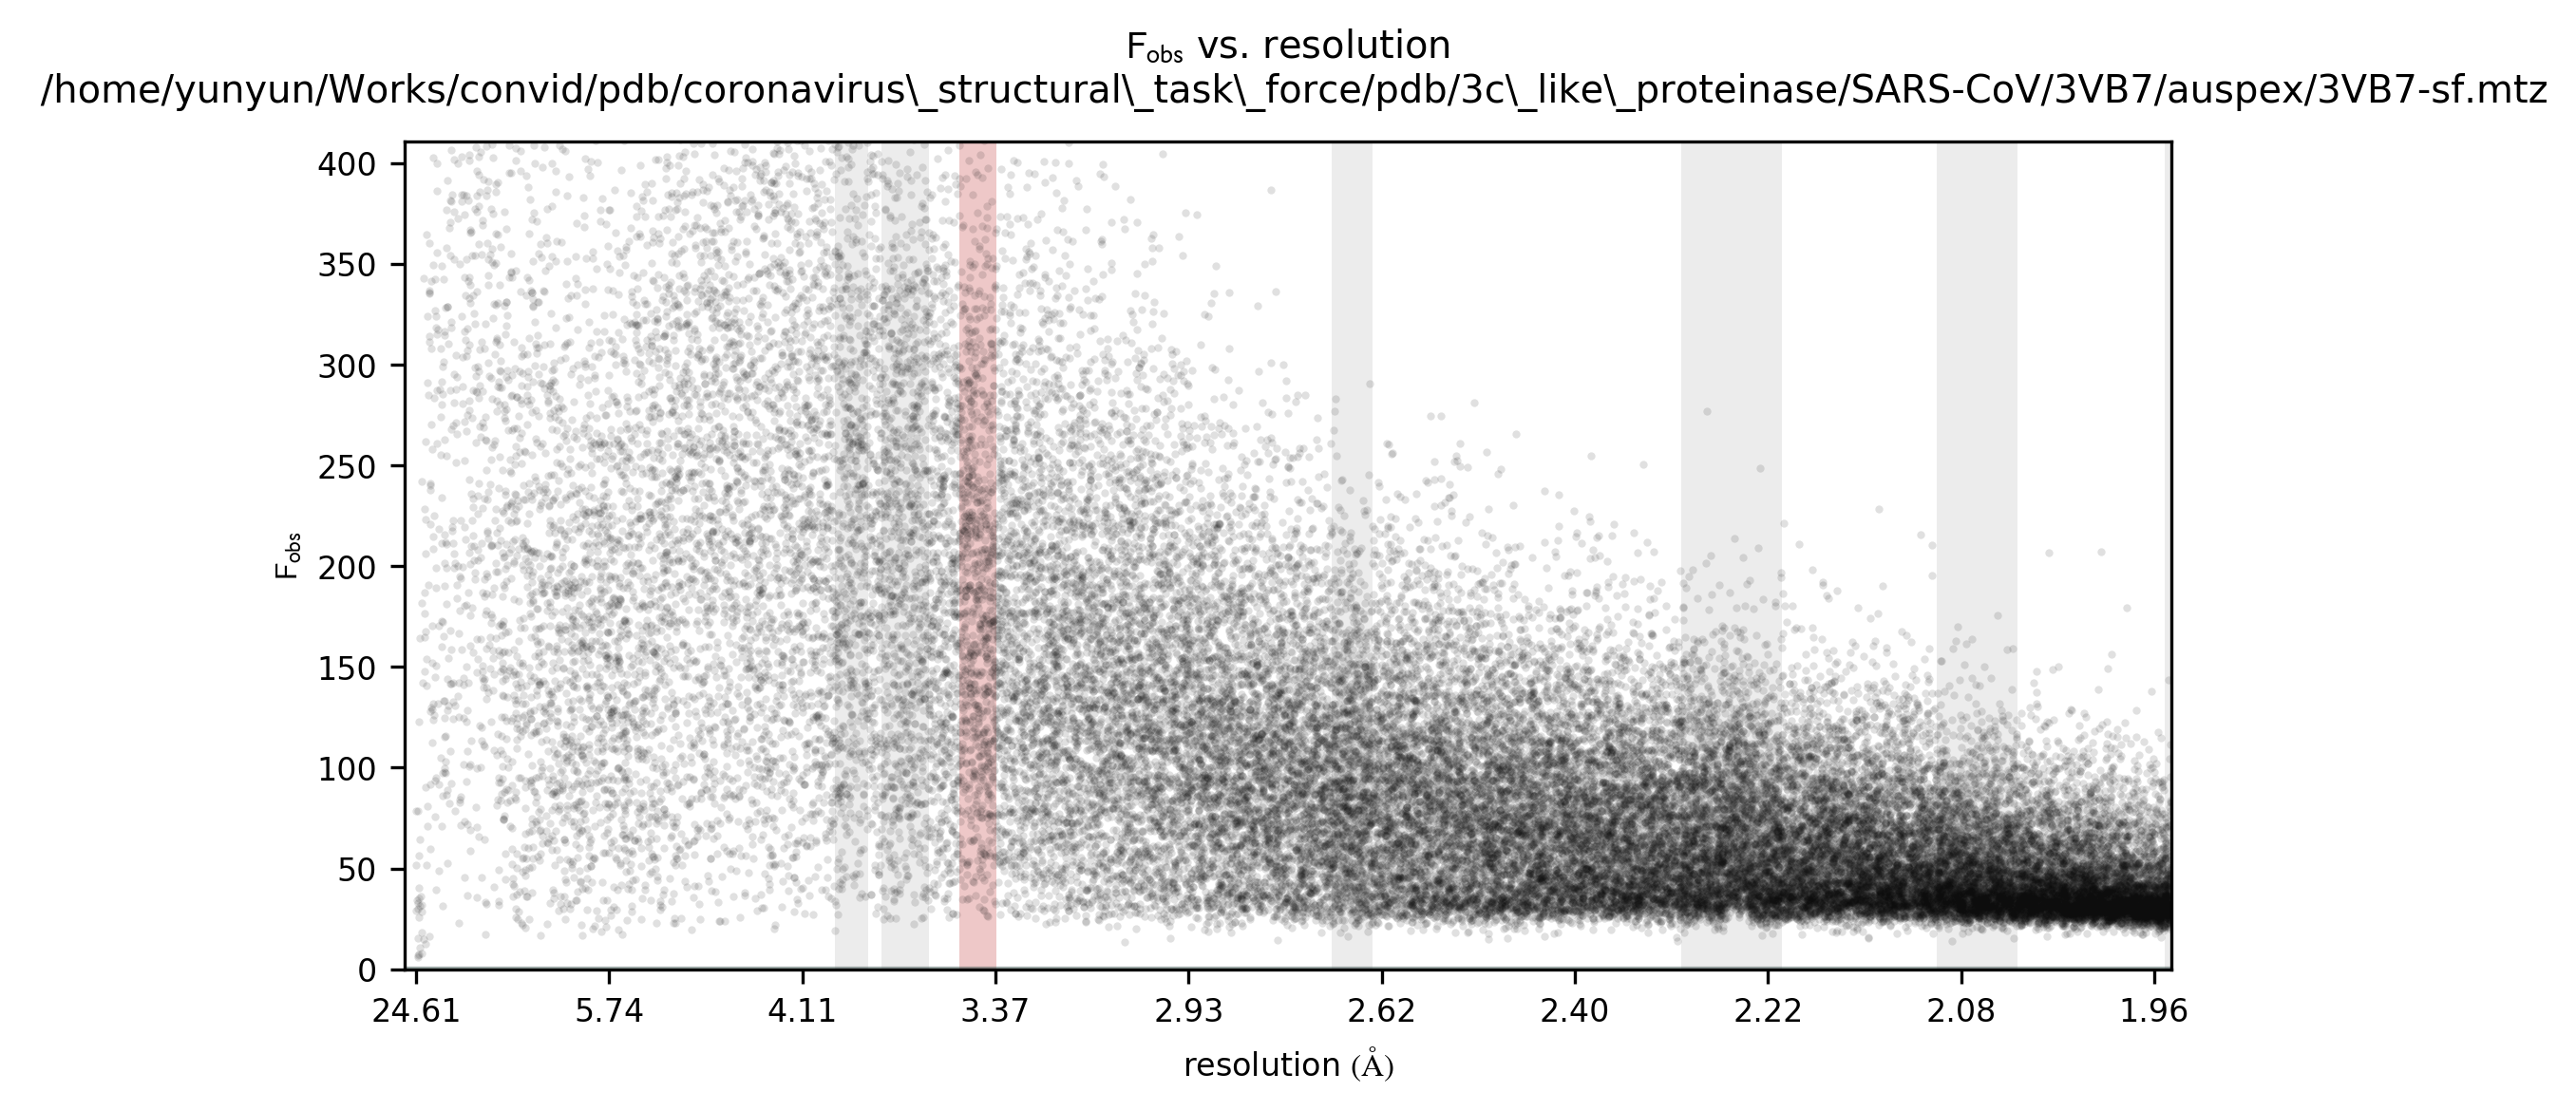 F_obs vs. resolution
/home/yunyun/Works/convid/pdb/coronavirus\_structural\_task\_force/pdb/3c\_like\_proteinase/SARS-CoV/3VB7/auspex/3VB7-sf.mtz
400
350
300
250
200
150
100
50
0
F_obs
24.61 5.74 4.11 3.37 2.93 2.62 2.40 2.22 2.08 1.96
resolution (Å)